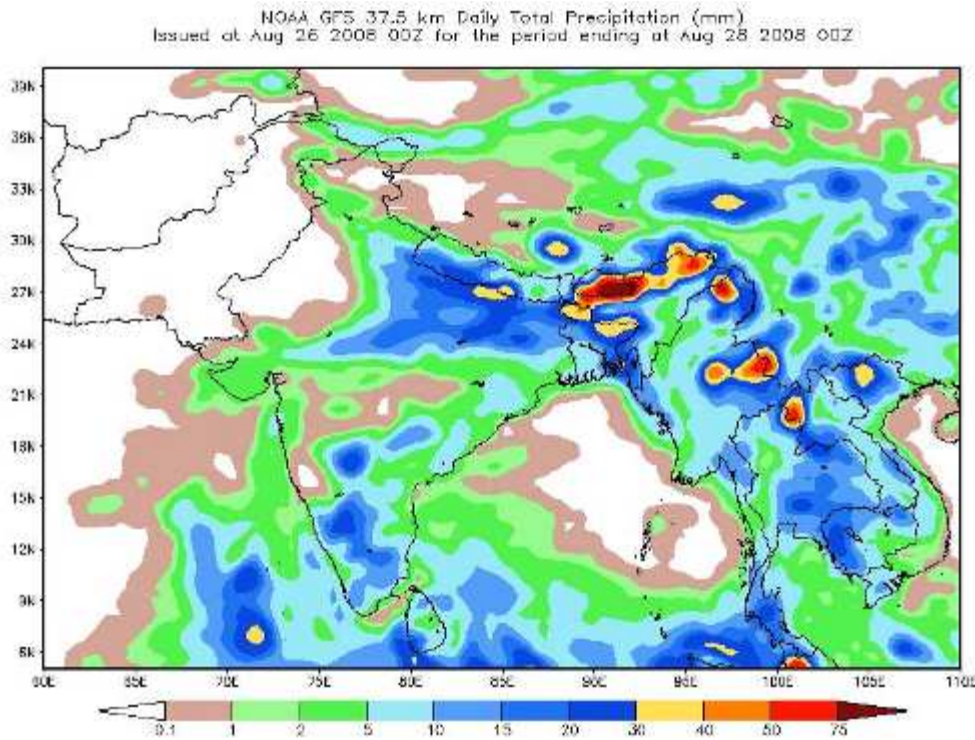 NOAA GFS 37.5 km Daily Total Precipitation (mm)
Issued at Aug 26 2008 00Z for the period ending at Aug 28 2008 00Z
39N
36N
33N
30N
27N
24N
21N
18N
15N
12N
9N
6N
60E 65E 70E 75E 80E 85E 90E 95E 100E 105E 110E
0.1 1 2 5 10 15 20 30 40 50 75